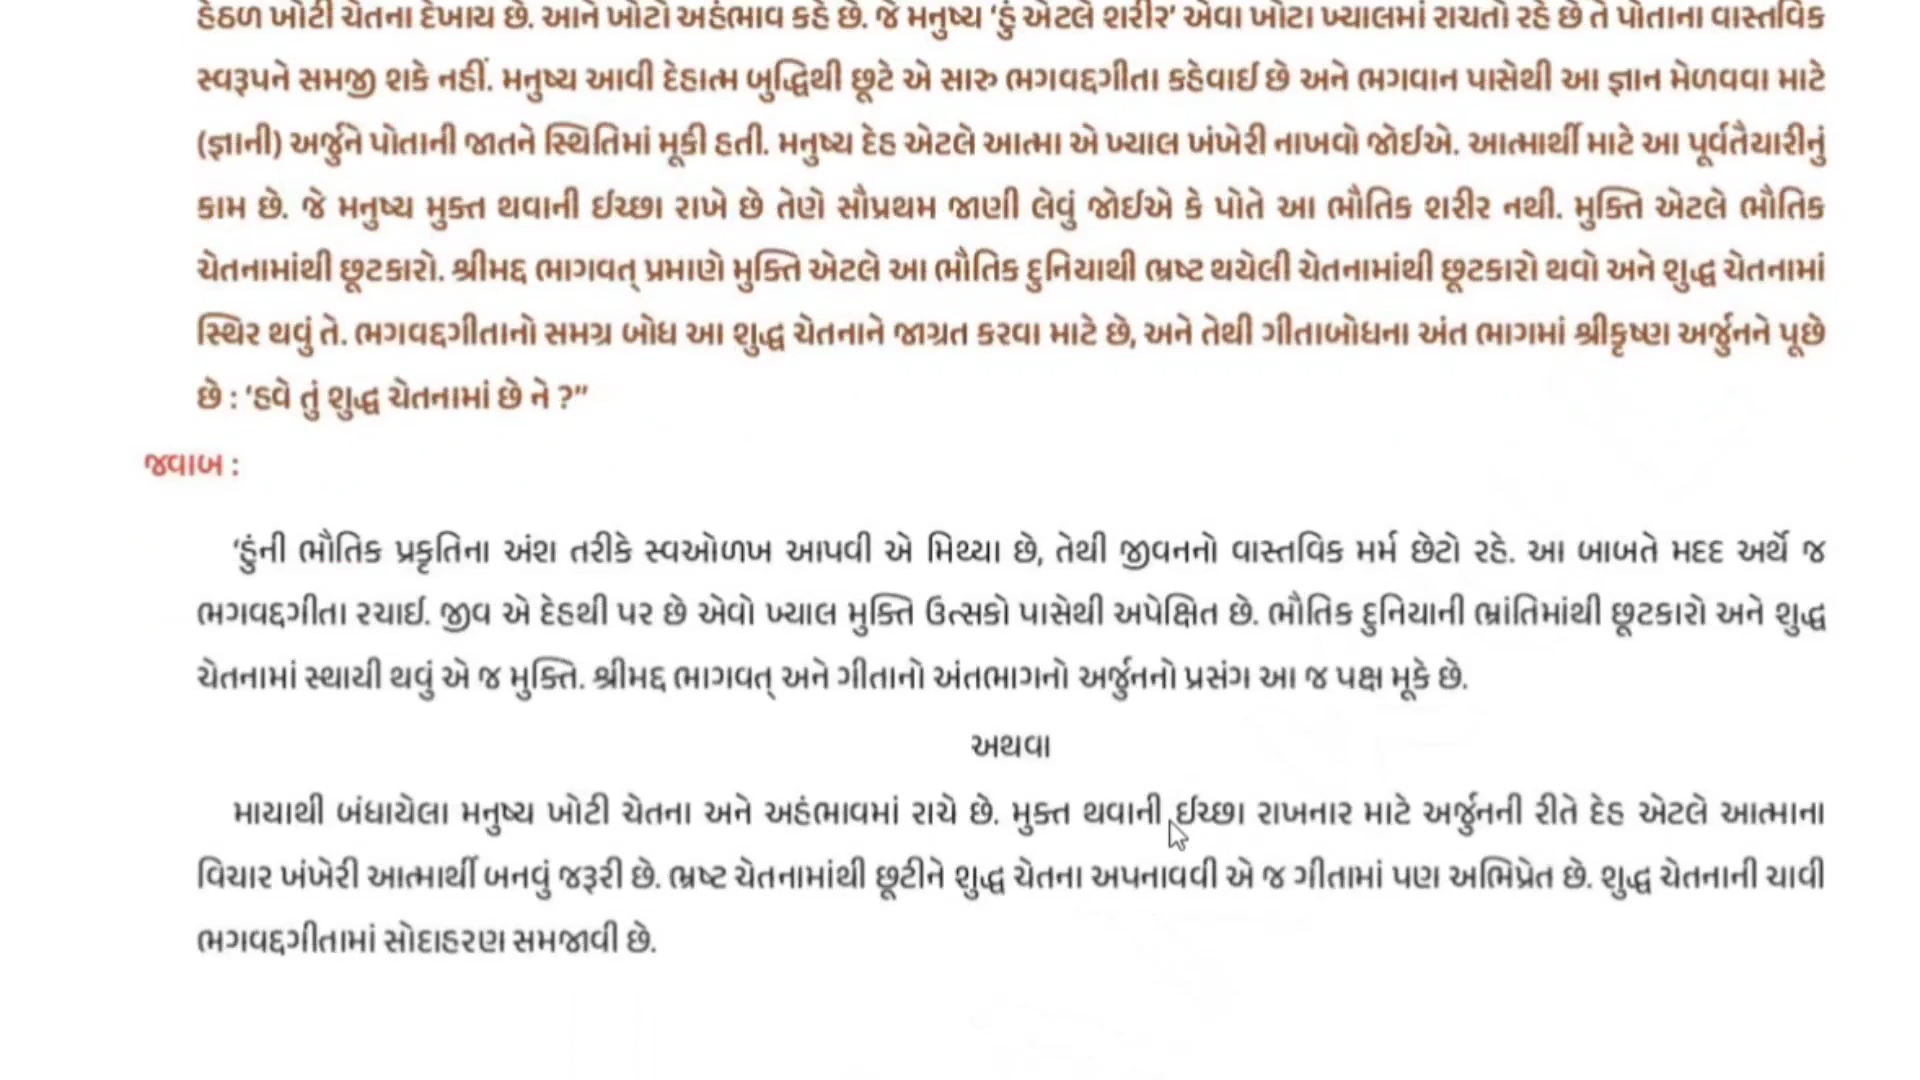 હેઠળ ખોટી ચેતના દેખાય છે. આને ખોટો અહંભાવ કહે છે. જે મનુષ્ય ‘હું એટલે શરીર’ એવા ખોટા ખ્યાલમાં રાચતો રહે છે તે પોતાના વાસ્તવિક
સ્વરૂપને સમજી શકે નહીં. મનુષ્ય આવી દેહાત્મ બુદ્ધિથી છૂટે એ સારુ ભગવદ્દગીતા કહેવાઈ છે અને ભગવાન પાસેથી આ જ્ઞાન મેળવવા માટે
(જ્ઞાની) અર્જુને પોતાની જાતને સ્થિતિમાં મૂકી હતી. મનુષ્ય દેહ એટલે આત્મા એ ખ્યાલ ખંખેરી નાખવો જોઈએ. આત્માર્થી માટે આ પૂર્વતૈયારીનું
કામ છે. જે મનુષ્ય મુક્ત થવાની ઈચ્છા રાખે છે તેણે સૌપ્રથમ જાણી લેવું જોઈએ કે પોતે આ ભૌતિક શરીર નથી. મુક્તિ એટલે ભૌતિક
ચેતનામાંથી છૂટકારો. શ્રીમદ્દ ભાગવત્ પ્રમાણે મુક્તિ એટલે આ ભૌતિક દુનિયાથી ભ્રષ્ટ થયેલી ચેતનામાંથી છૂટકારો થવો અને શુદ્ધ ચેતનામાં
સ્થિર થવું તે. ભગવદ્દગીતાનો સમગ્ર બોધ આ શુદ્ધ ચેતનાને જાગ્રત કરવા માટે છે, અને તેથી ગીતાબોધના અંત ભાગમાં શ્રીકૃષ્ણ અર્જુનને પૂછે
છે : ‘હવે તું શુદ્ધ ચેતનામાં છે ને ?”
જવાબ :
‘હુંની ભૌતિક પ્રકૃતિના અંશ તરીકે સ્વઓળખ આપવી એ મિથ્યા છે, તેથી જીવનનો વાસ્તવિક મર્મ છેટો રહે. આ બાબતે મદદ અર્થે જ
ભગવદ્દગીતા રચાઈ. જીવ એ દેહથી પર છે એવો ખ્યાલ મુક્તિ ઉત્સકો પાસેથી અપેક્ષિત છે. ભૌતિક દુનિયાની ભ્રાંતિમાંથી છૂટકારો અને શુદ્ધ
ચેતનામાં સ્થાયી થવું એ જ મુક્તિ. શ્રીમદ્દ ભાગવત્ અને ગીતાનો અંતભાગનો અર્જુનનો પ્રસંગ આ જ પક્ષ મૂકે છે.
અથવા
માયાથી બંધાયેલા મનુષ્ય ખોટી ચેતના અને અહંભાવમાં રાચે છે. મુક્ત થવાની ઈચ્છા રાખનાર માટે અર્જુનની રીતે દેહ એટલે આત્માના
વિચાર ખંખેરી આત્માર્થી બનવું જરૂરી છે. ભ્રષ્ટ ચેતનામાંથી છૂટીને શુદ્ધ ચેતના અપનાવવી એ જ ગીતામાં પણ અભિપ્રેત છે. શુદ્ધ ચેતનાની ચાવી
ભગવદ્દગીતામાં સોદાહરણ સમજાવી છે.